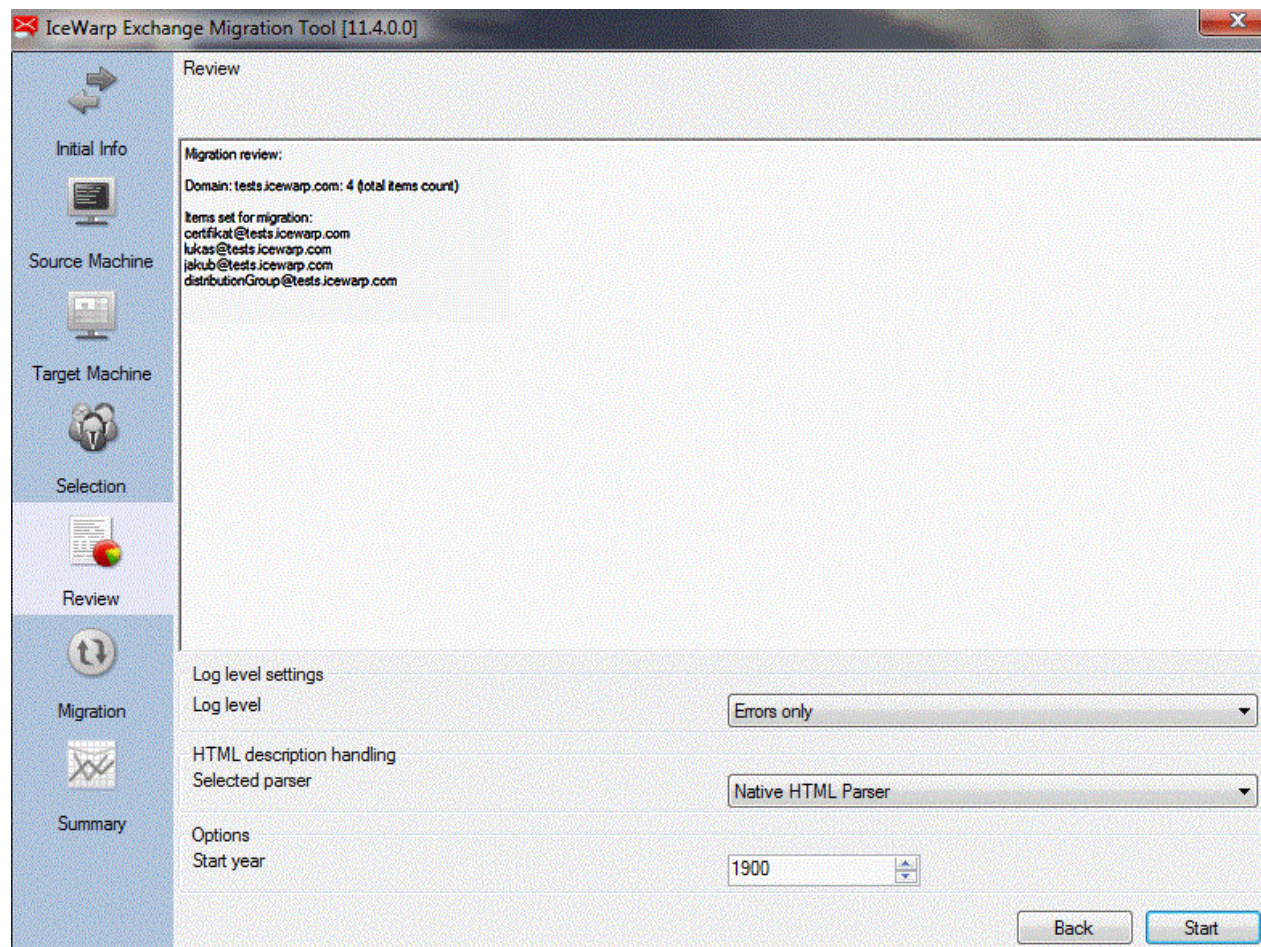 IceWarp Exchange Migration Tool [11.4.0.0]
Initial Info
Source Machine
Target Machine
Selection
Review
Migration
Summary
Review
Migration review:
Domain: tests.icewarp.com: 4 (total items count)
Items set for migration:
certifikat@tests.icewarp.com
lukas@tests.icewarp.com
jakub@tests.icewarp.com
distributionGroup@tests.icewarp.com
Log level settings
Log level
Errors only
HTML description handling
Selected parser
Native HTML Parser
Options
Start year
1900
Back
Start